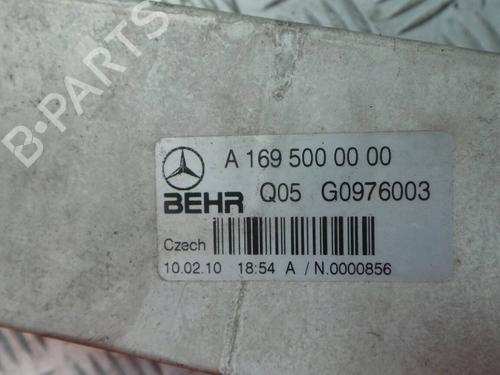 B-PARTS
A 169 500 00 00
BEHR Q05 G0976003
Czech
10.02.10 18:54 A / N.0000856